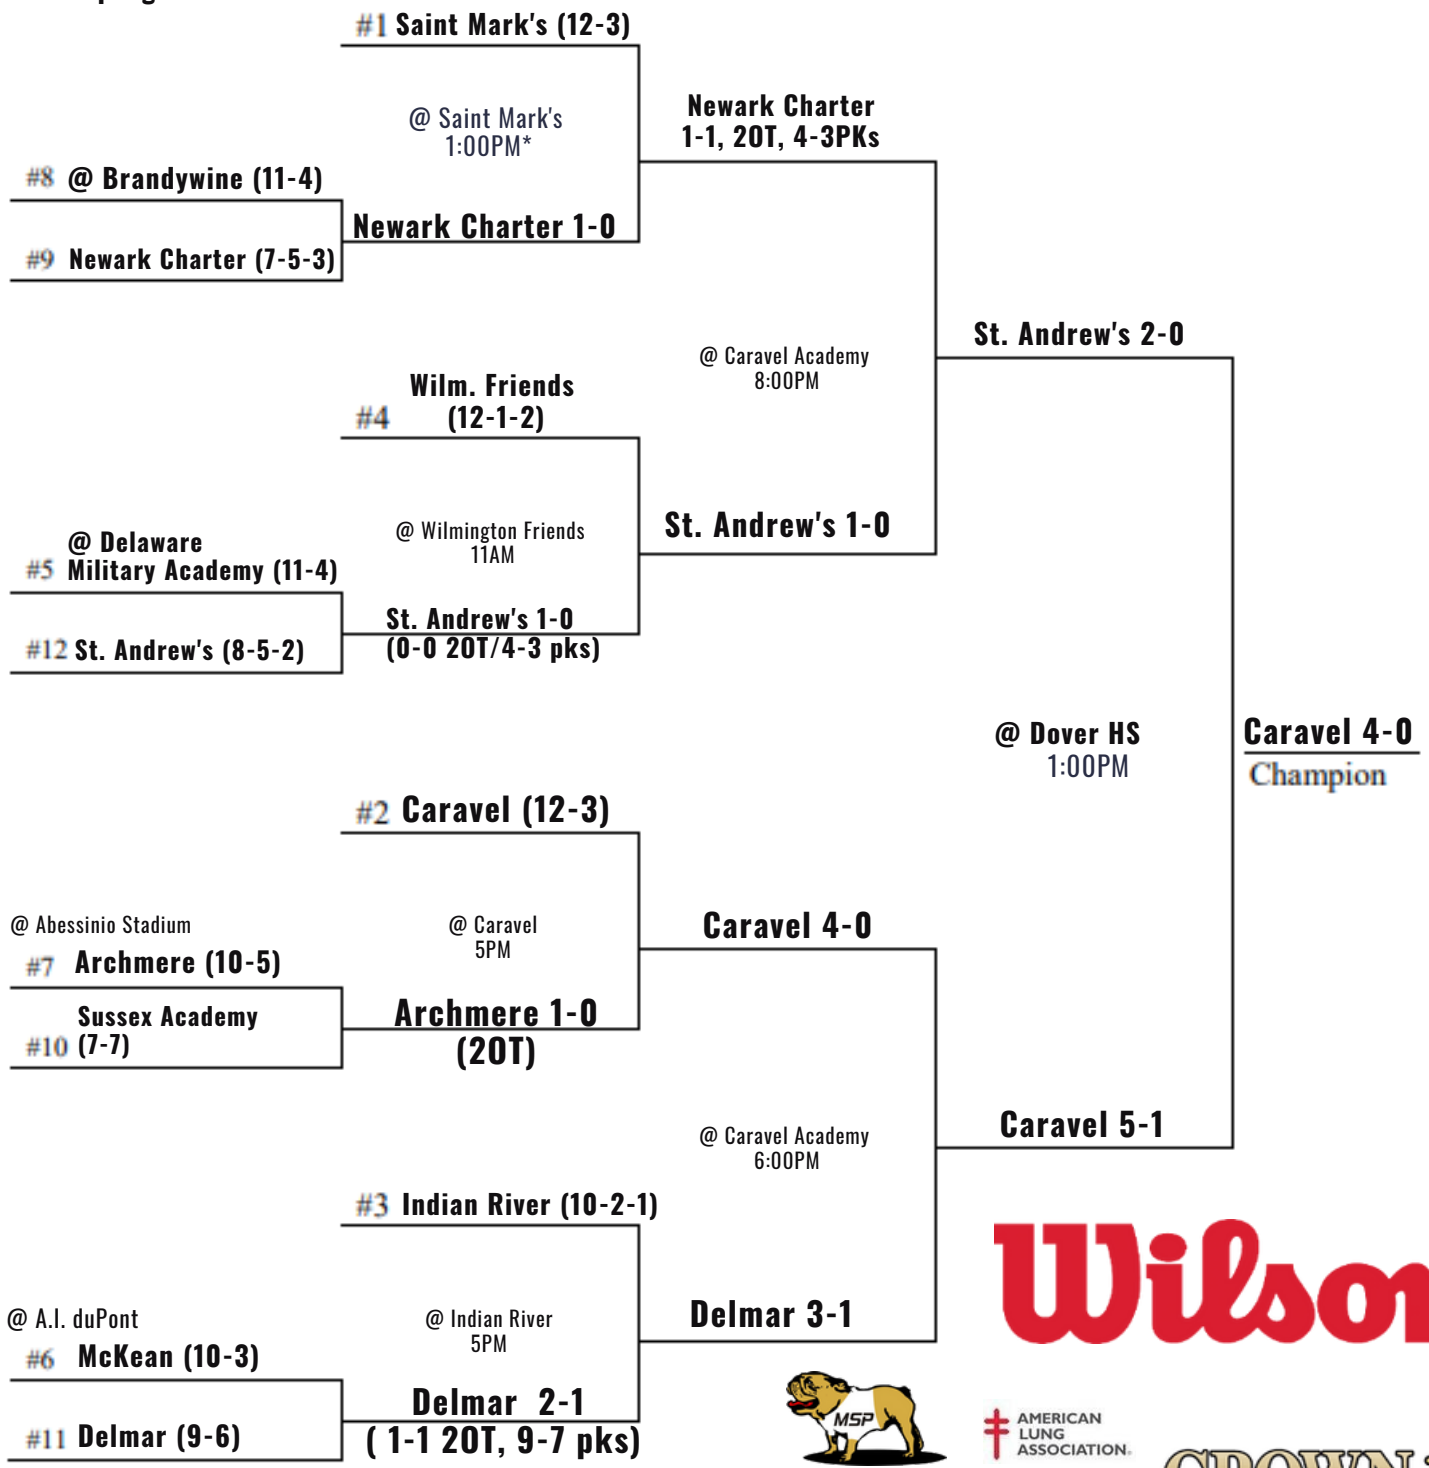 #1 Saint Mark's (12-3)
@ Saint Mark's
1:00PM*
Newark Charter
1-1, 2OT, 4-3PKs
#8 @ Brandywine (11-4)
Newark Charter 1-0
#9 Newark Charter (7-5-3)
St. Andrew's 2-0
@ Caravel Academy
8:00PM
Wilm. Friends
#4 (12-1-2)
St. Andrew's 1-0
@ Wilmington Friends
11AM
@ Delaware
#5 Military Academy (11-4)
St. Andrew's 1-0
(0-0 2OT/4-3 pks)
#12 St. Andrew's (8-5-2)
@ Dover HS
1:00PM
Caravel 4-0
Champion
#2 Caravel (12-3)
@ Abessinio Stadium
@ Caravel
5PM
Caravel 4-0
#7 Archmere (10-5)
Sussex Academy
#10 (7-7)
Archmere 1-0
(2OT)
Caravel 5-1
@ Caravel Academy
6:00PM
#3 Indian River (10-2-1)
@ A.I. duPont
@ Indian River
5PM
Delmar 3-1
#6 McKean (10-3)
Delmar 2-1
( 1-1 2OT, 9-7 pks)
#11 Delmar (9-6)
Wilson
MSP
AMERICAN
LUNG
ASSOCIATION.
CROWN